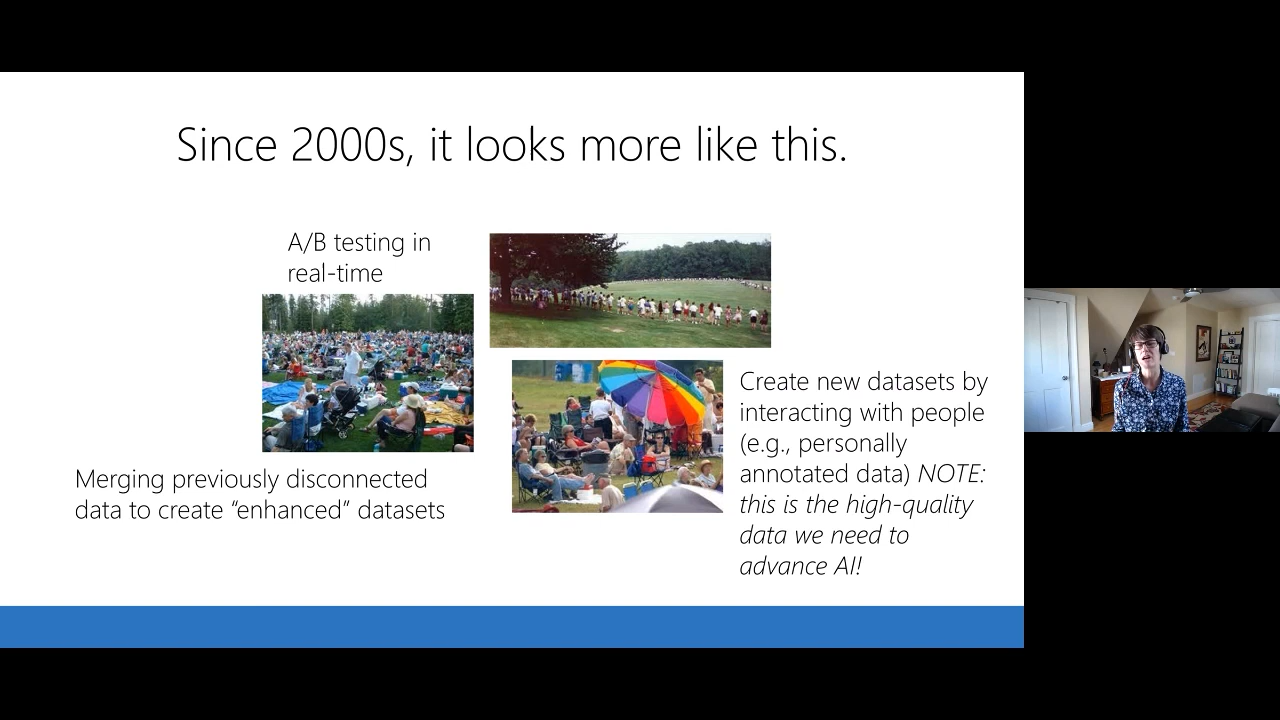 Since 2000s, it looks more like this.
A/B testing in
real-time
Merging previously disconnected
data to create “enhanced” datasets
Create new datasets by
interacting with people
(e.g., personally
annotated data) NOTE:
this is the high-quality
data we need to
advance AI!